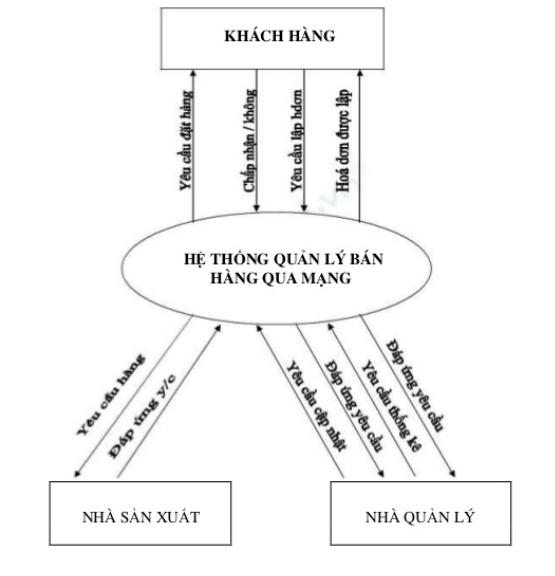 KHÁCH HÀNG
Yêu cầu đặt hàng
Chấp nhận / không
Yêu cầu lập hđơn
Hoá đơn được lập
HỆ THỐNG QUẢN LÝ BÁN
HÀNG QUA MẠNG
Yêu cầu hàng
Đáp ứng y/c
Yêu cầu cập nhật
Đáp ứng yêu cầu
Yêu cầu thống kê
Đáp ứng yêu cầu
NHÀ SẢN XUẤT
NHÀ QUẢN LÝ